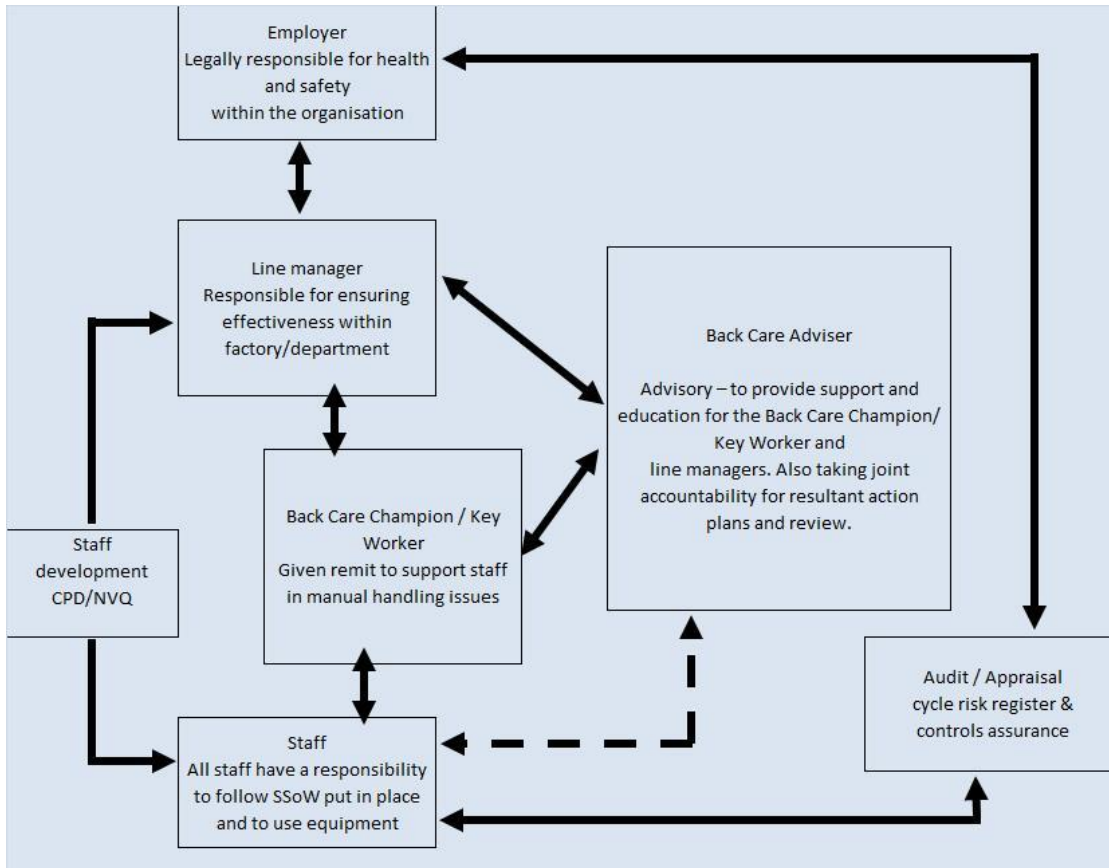 Employer
Legally responsible for health
and safety
within the organisation
Line manager
Responsible for ensuring
effectiveness within
factory/department
Back Care Adviser
Advisory – to provide support and
education for the Back Care Champion/
Key Worker and
line managers. Also taking joint
accountability for resultant action
plans and review.
Back Care Champion / Key
Worker
Given remit to support staff
in manual handling issues
Staff
development
CPD/NVQ
Audit / Appraisal
cycle risk register &
controls assurance
Staff
All staff have a responsibility
to follow SSoW put in place
and to use equipment